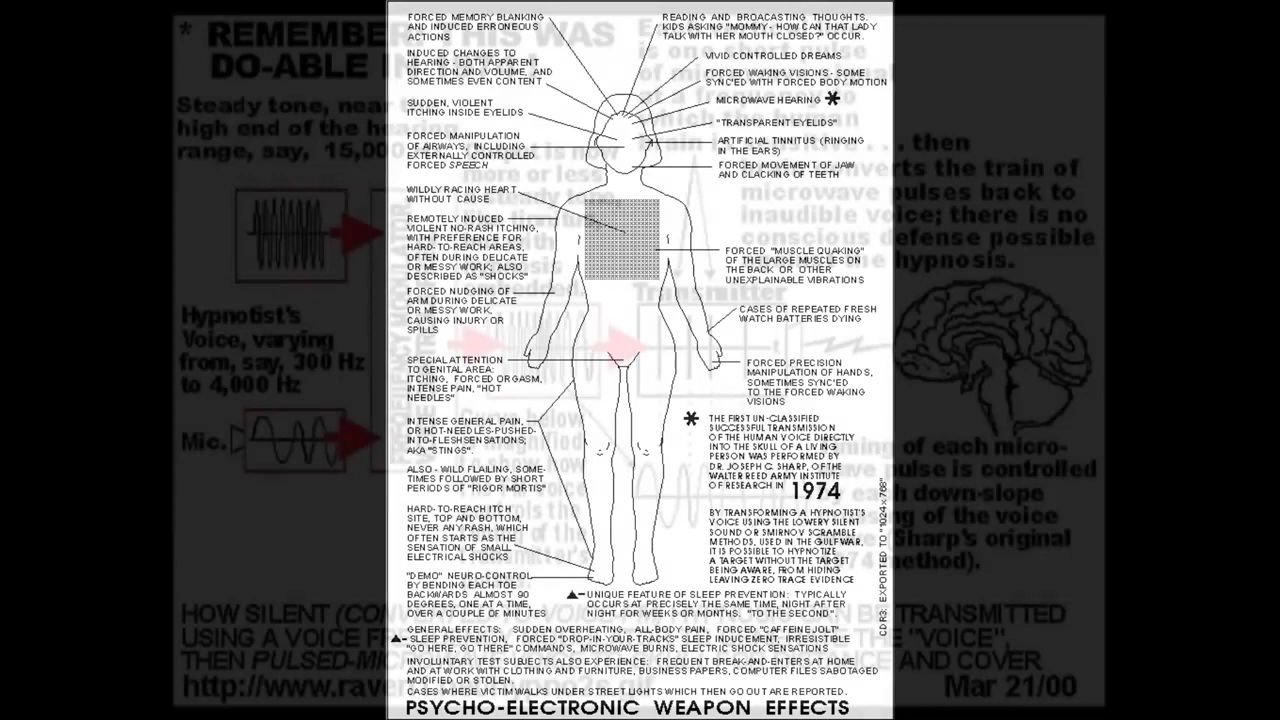 FORCED MEMORY BLANKING
AND INDUCED ERRONEOUS
ACTIONS
INDUCED CHANGES TO
HEARING - BOTH APPARENT
DIRECTION AND VOLUME, AND
SOMETIMES EVEN CONTENT
SUDDEN, VIOLENT
ITCHING INSIDE EYELIDS
FORCED MANIPULATION
OF AIRWAYS, INCLUDING
EXTERNALLY CONTROLLED
FORCED SPEECH
WILDLY RACING HEART
WITHOUT CAUSE
REMOTELY INDUCED
VIOLENT NO-RASH ITCHING,
WITH PREFERENCE FOR
HARD-TO-REACH AREAS,
OFTEN DURING DELICATE
OR MESSY WORK; ALSO
DESCRIBED AS "SHOCKS"
FORCED NUDGING OF
ARM DURING DELICATE
OR MESSY WORK,
CAUSING INJURY OR
SPILLS
SPECIAL ATTENTION
TO GENITAL AREA:
ITCHING, FORCED ORGASM,
INTENSE PAIN, "HOT
NEEDLES"
INTENSE GENERAL PAIN,
OR HOT-NEEDLES-PUSHED-
INTO-FLESH SENSATIONS;
AKA "STINGS".
ALSO - WILD FLAILING, SOME-
TIMES FOLLOWED BY SHORT
PERIODS OF "RIGOR MORTIS"
HARD-TO-REACH ITCH
SITE, TOP AND BOTTOM,
NEVER ANY RASH, WHICH
OFTEN STARTS AS THE
SENSATION OF SMALL
ELECTRICAL SHOCKS
"DEMO" NEURO-CONTROL
BY BENDING EACH TOE
BACKWARDS ALMOST 90
DEGREES, ONE AT A TIME,
OVER A COUPLE OF MINUTES
READING AND BROACASTING THOUGHTS.
KIDS ASKING "MOMMY - HOW CAN THAT LADY
TALK WITH HER MOUTH CLOSED?" OCCUR.
VIVID CONTROLLED DREAMS
FORCED WAKING VISIONS - SOME
SYNC'ED WITH FORCED BODY MOTION
MICROWAVE HEARING *
"TRANSPARENT EYELIDS"
ARTIFICIAL TINNITUS (RINGING
IN THE EARS)
FORCED MOVEMENT OF JAW
AND CLACKING OF TEETH
FORCED "MUSCLE QUAKING"
OF THE LARGE MUSCLES ON
THE BACK OR OTHER
UNEXPLAINABLE VIBRATIONS
CASES OF REPEATED FRESH
WATCH BATTERIES DYING
FORCED PRECISION
MANIPULATION OF HANDS,
SOMETIMES SYNC'ED
TO THE FORCED WAKING
VISIONS
* THE FIRST UN-CLASSIFIED
SUCCESSFUL TRANSMISSION
OF THE HUMAN VOICE DIRECTLY
INTO THE SKULL OF A LIVING
PERSON WAS PERFORMED BY
DR. JOSEPH C. SHARP, OF THE
WALTER REED ARMY INSTITUTE
OF RESEARCH IN 1974
BY TRANSFORMING A HYPNOTIST'S
VOICE USING THE LOWERY SILENT
SOUND OR SMIRNOV SCRAMBLE
METHODS, USED IN THE GULF WAR,
IT IS POSSIBLE TO HYPNOTIZE
A TARGET WITHOUT THE TARGET
BEING AWARE, FROM HIDING
LEAVING ZERO TRACE EVIDENCE
CDR3: EXPORTED TO "1024 x 768"
▲- UNIQUE FEATURE OF SLEEP PREVENTION: TYPICALLY
OCCURS AT PRECISELY THE SAME TIME, NIGHT AFTER
NIGHT FOR WEEKS OR MONTHS. "TO THE SECOND".
GENERAL EFFECTS: SUDDEN OVERHEATING, ALL-BODY PAIN, FORCED "CAFFEINE JOLT"
▲- SLEEP PREVENTION, FORCED "DROP-IN-YOUR-TRACKS" SLEEP INDUCEMENT, IRRESISTIBLE
"GO HERE, GO THERE" COMMANDS, MICROWAVE BURNS, ELECTRIC SHOCK SENSATIONS
INVOLUNTARY TEST SUBJECTS ALSO EXPERIENCE: FREQUENT BREAK-AND-ENTERS AT HOME
AND AT WORK WITH CLOTHING AND FURNITURE, BUSINESS PAPERS, COMPUTER FILES SABOTAGED
MODIFIED OR STOLEN.
CASES WHERE VICTIM WALKS UNDER STREET LIGHTS WHICH THEN GO OUT ARE REPORTED.
PSYCHO-ELECTRONIC WEAPON EFFECTS
* REMEMBER, THIS WAS
DO-ABLE IN
Steady tone, near
high end of the hearing
range, say, 15,000
Hypnotist's
Voice, varying
from, say, 300 Hz
to 4,000 Hz
Mic.
Transmitter
then
converts the train of
microwave pulses back to
inaudible voice; there is no
conscious defense possible
hypnosis.
of each micro-
pulse is controlled
down-slope
of the voice
Sharp's original
method).
HOW SILENT
TRANSMITTED
USING A VOICE
"VOICE",
THEN PULSED-
AND COVER
Mar 21/00